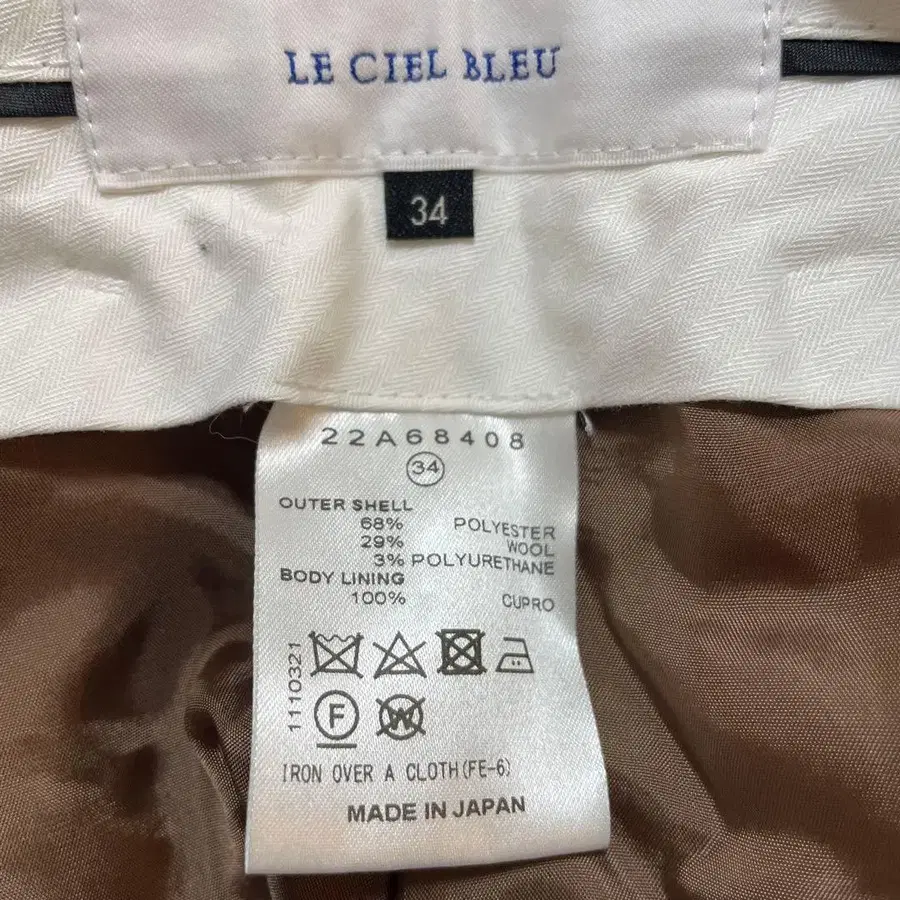 LE CIEL BLEU
34
22A68408
34
OUTER SHELL
68% POLYESTER
29% WOOL
3% POLYURETHANE
BODY LINING
100% CUPRO
1110321
F
W
IRON OVER A CLOTH(FE-6)
MADE IN JAPAN